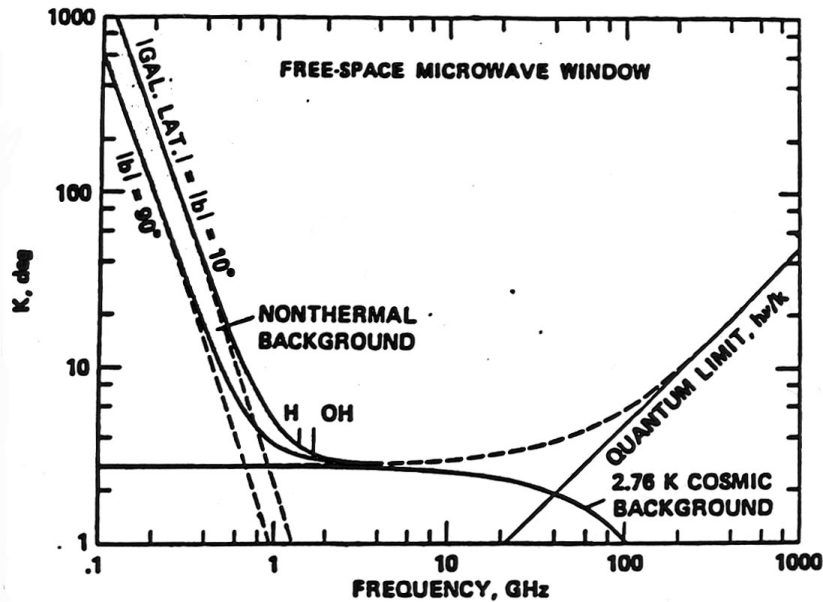 FREE-SPACE MICROWAVE WINDOW
1000
100
10
1
K, deg
|GAL. LAT.| = |b| = 10°
|b| = 90°
NONTHERMAL
BACKGROUND
H OH
QUANTUM LIMIT, hν/k
2.76 K COSMIC
BACKGROUND
.1 1 10 100 1000
FREQUENCY, GHz